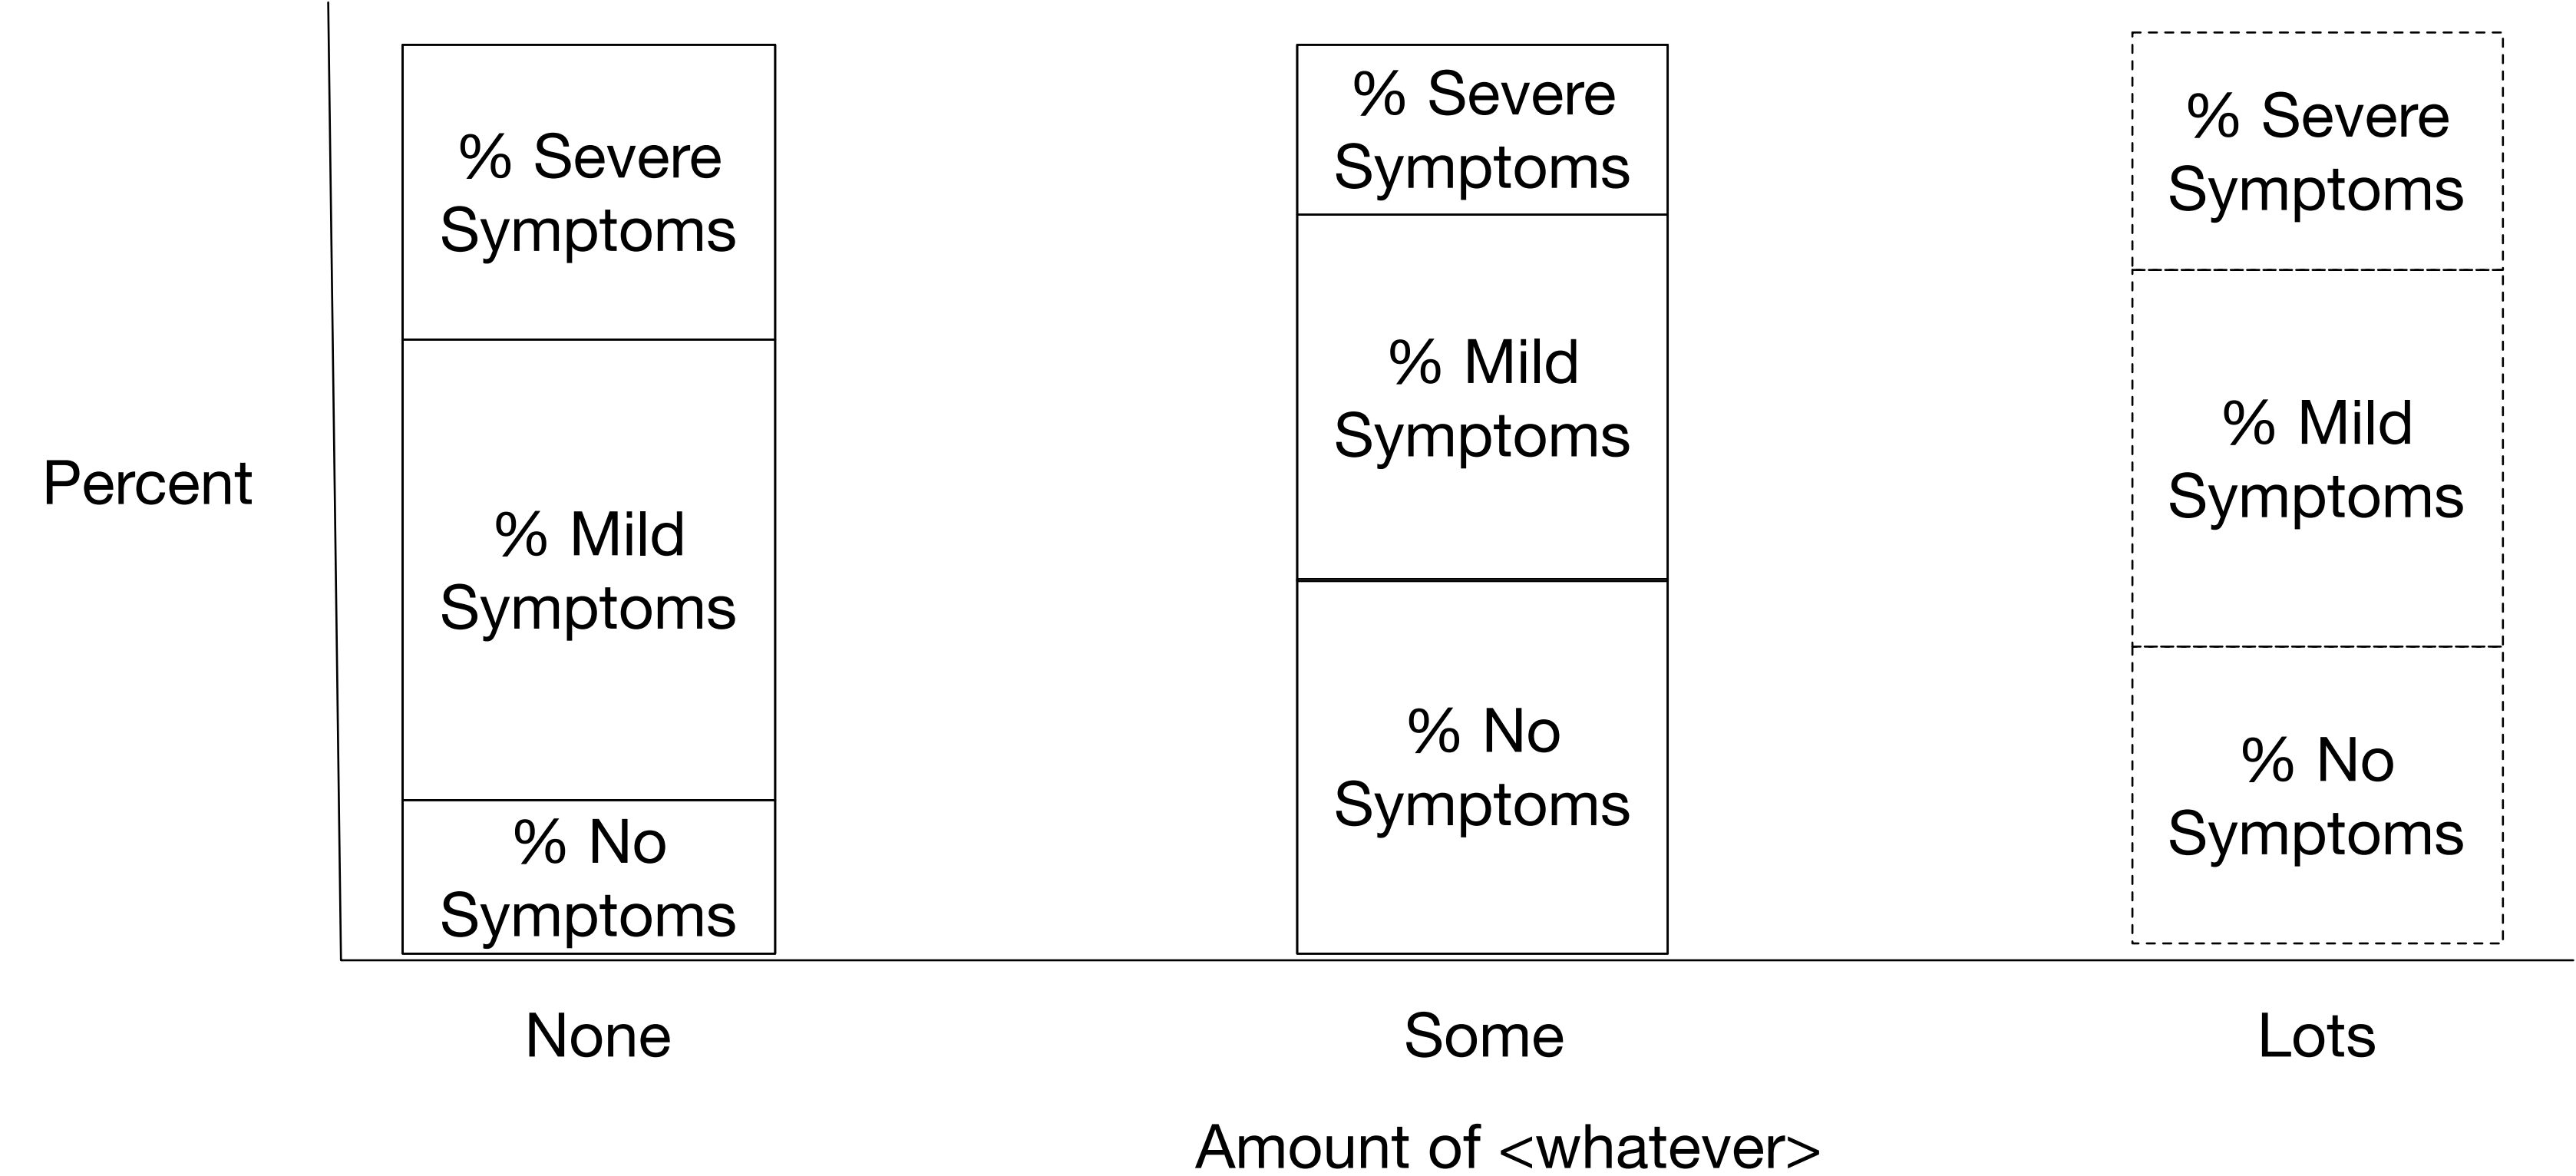 Percent
% Severe
Symptoms
% Mild
Symptoms
% No
Symptoms
% Severe
Symptoms
% Mild
Symptoms
% No
Symptoms
% Severe
Symptoms
% Mild
Symptoms
% No
Symptoms
None
Some
Lots
Amount of <whatever>